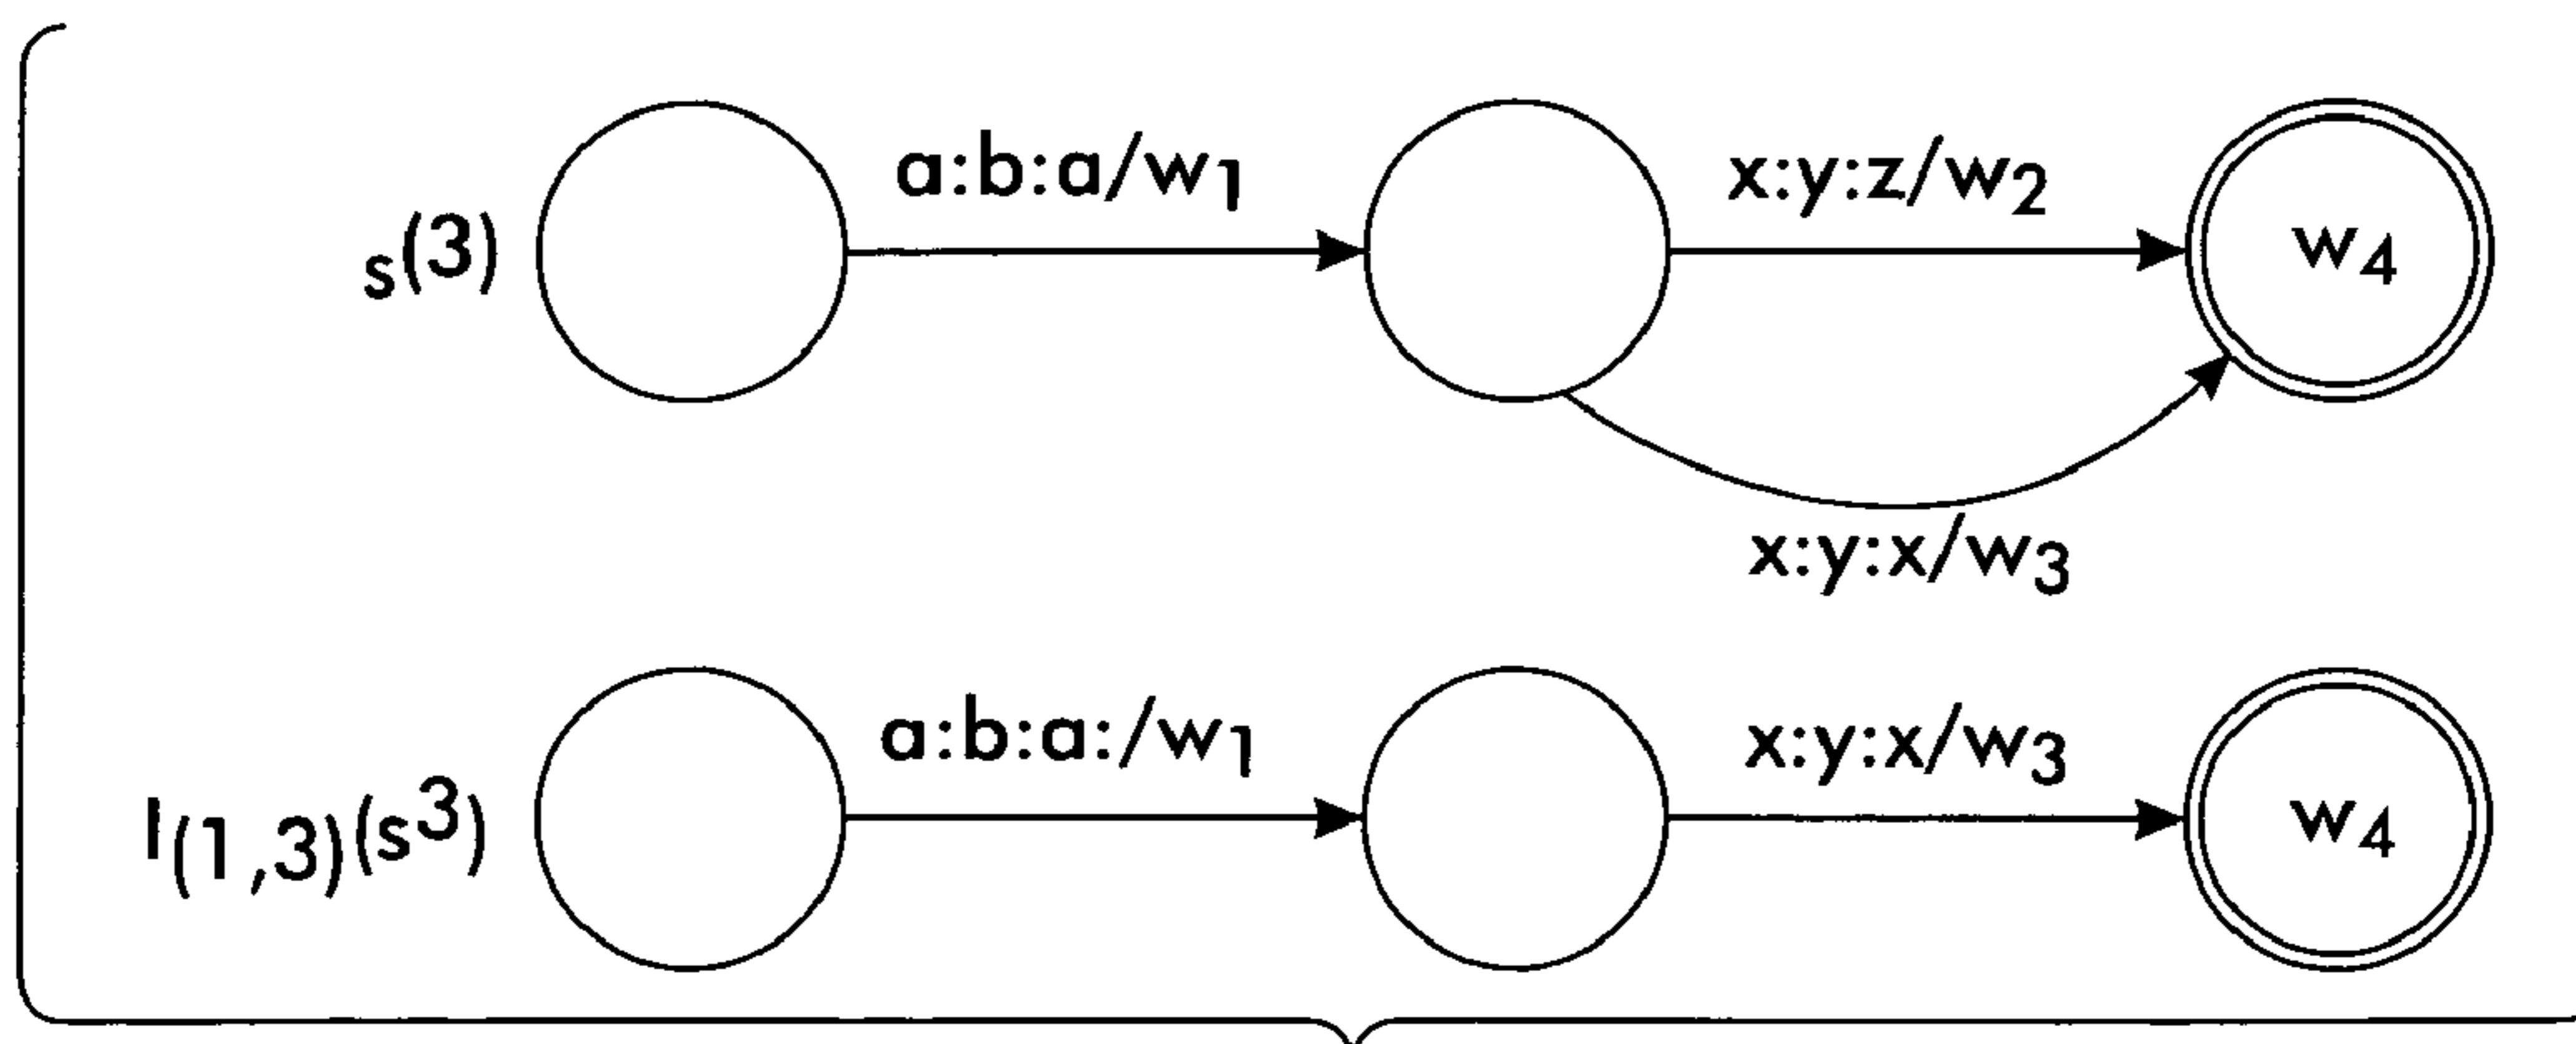 a:b:a/w1 x:y:z/w2
s(3) w4
x:y:x/w3
a:b:a:/w1 x:y:x/w3
I(1,3)(s3) w4